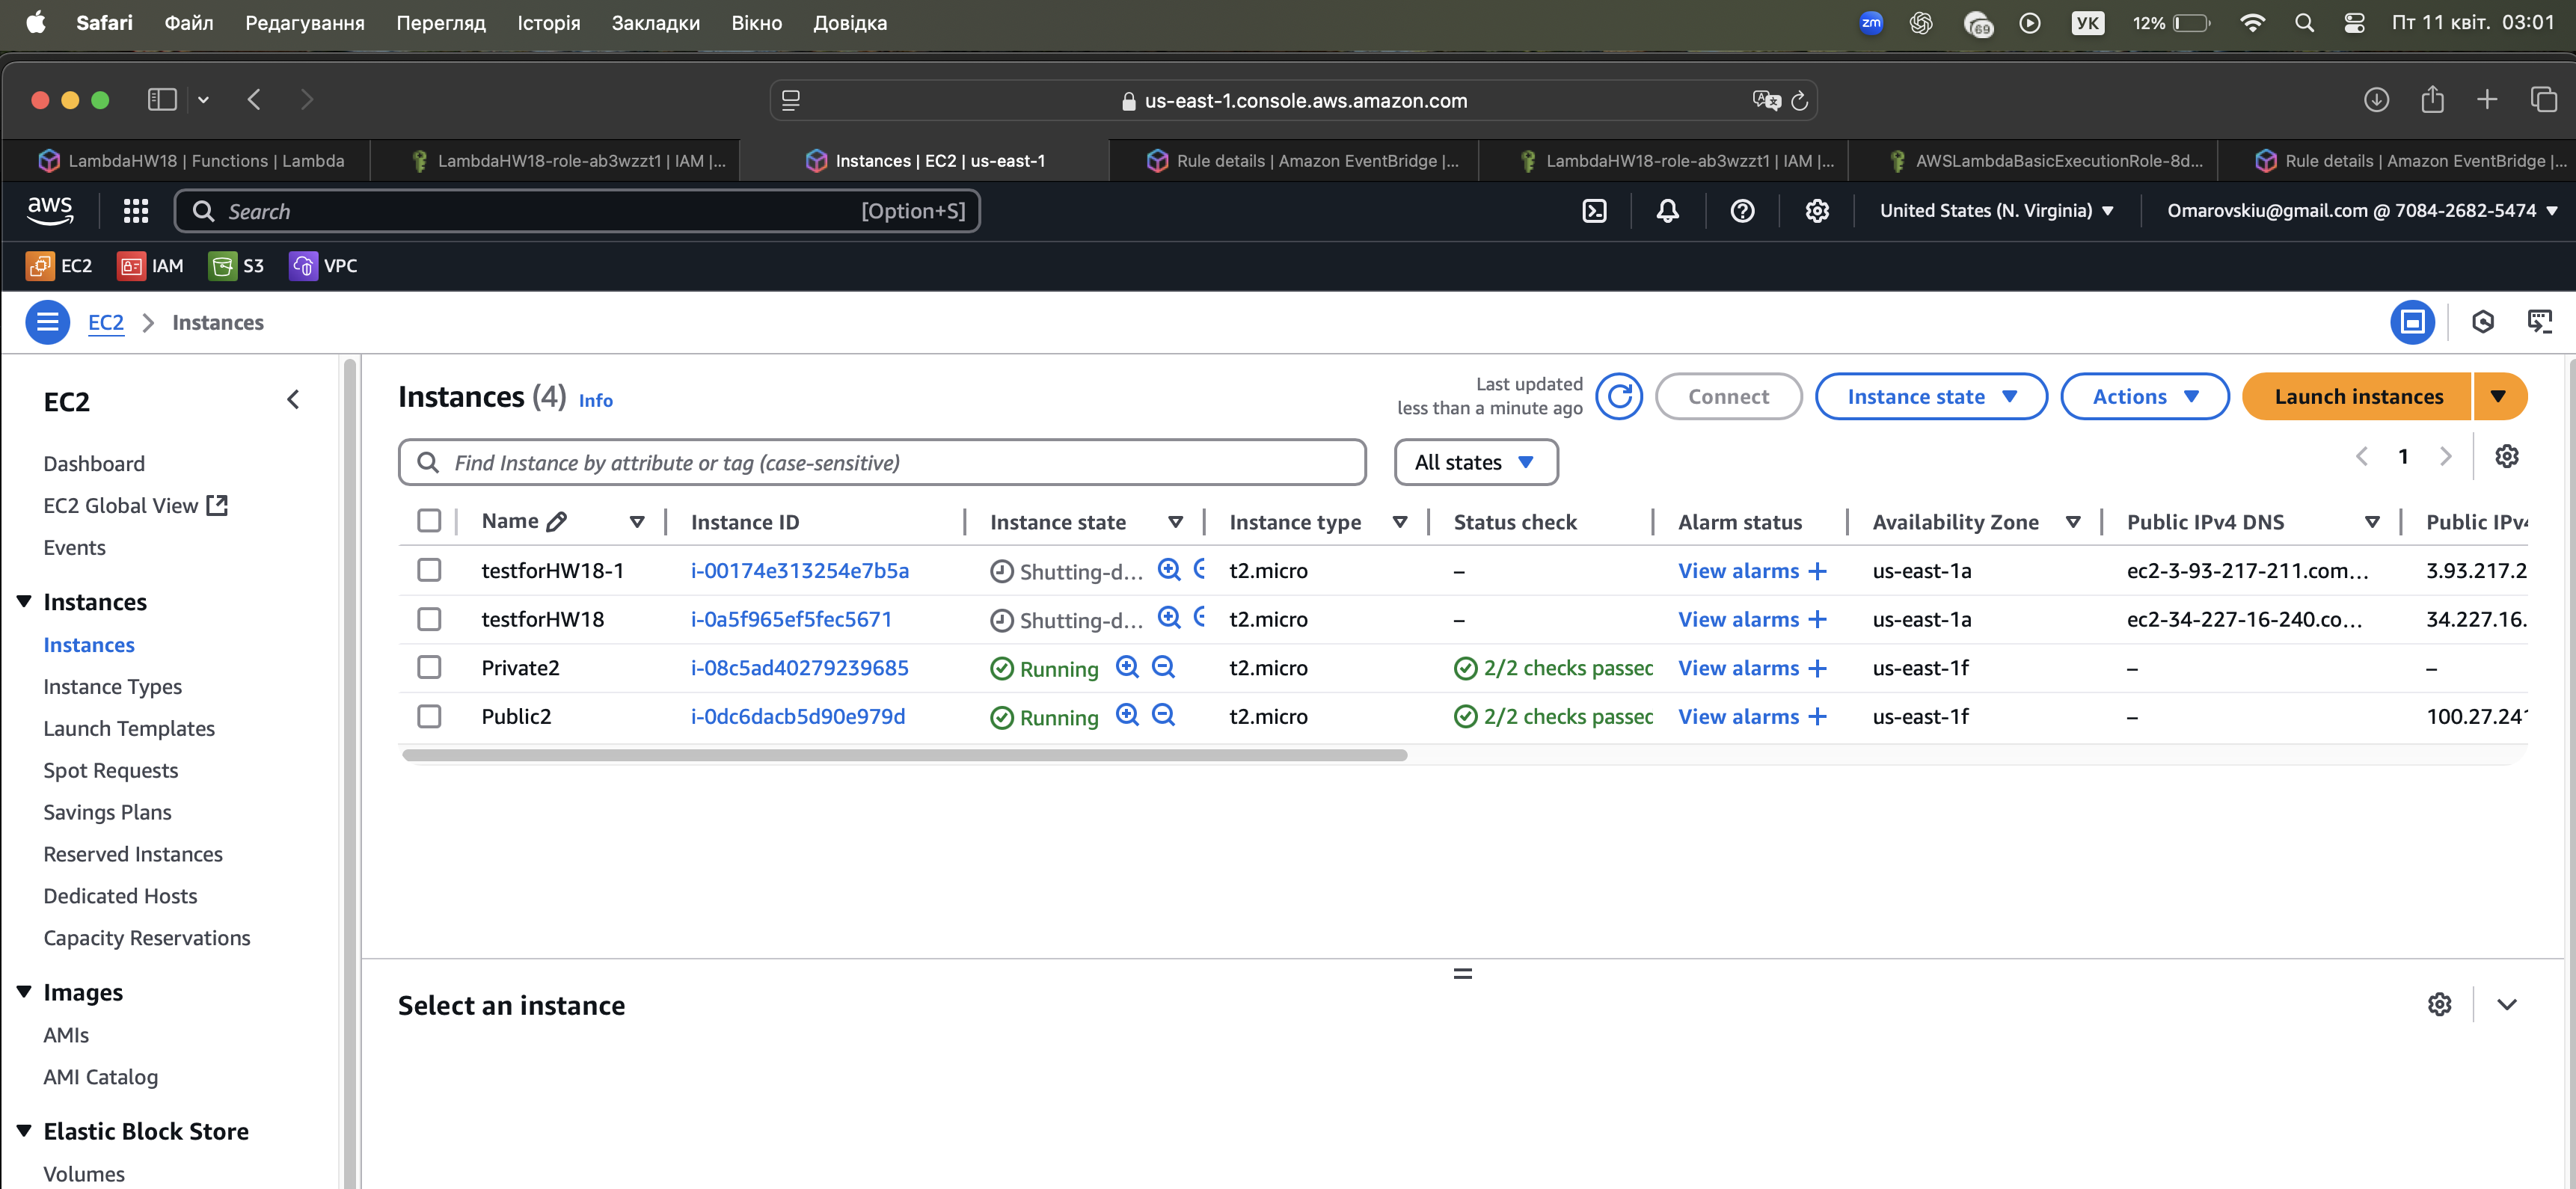 Safari Файл Редагування Перегляд Історія Закладки Вікно Довідка zm 69 УК 12% Пт 11 квіт. 03:01
us-east-1.console.aws.amazon.com
LambdaHW18 | Functions | Lambda LambdaHW18-role-ab3wzzt1 | IAM |... Instances | EC2 | us-east-1 Rule details | Amazon EventBridge |... LambdaHW18-role-ab3wzzt1 | IAM |... AWSLambdaBasicExecutionRole-8d... Rule details | Amazon EventBridge |...
aws Search [Option+S] United States (N. Virginia) Omarovskiu@gmail.com @ 7084-2682-5474
EC2 IAM S3 VPC
EC2 Instances
EC2
Dashboard
EC2 Global View
Events
Instances
Instances
Instance Types
Launch Templates
Spot Requests
Savings Plans
Reserved Instances
Dedicated Hosts
Capacity Reservations
Images
AMIs
AMI Catalog
Elastic Block Store
Volumes
Instances (4) Info
Last updated
less than a minute ago
Connect Instance state Actions Launch instances
Find Instance by attribute or tag (case-sensitive) All states 1
Name Instance ID Instance state Instance type Status check Alarm status Availability Zone Public IPv4 DNS Public IPv4
testforHW18-1 i-00174e313254e7b5a Shutting-d... t2.micro – View alarms + us-east-1a ec2-3-93-217-211.com... 3.93.217.2
testforHW18 i-0a5f965ef5fec5671 Shutting-d... t2.micro – View alarms + us-east-1a ec2-34-227-16-240.co... 34.227.16.
Private2 i-08c5ad40279239685 Running t2.micro 2/2 checks passec View alarms + us-east-1f – –
Public2 i-0dc6dacb5d90e979d Running t2.micro 2/2 checks passec View alarms + us-east-1f – 100.27.241
Select an instance